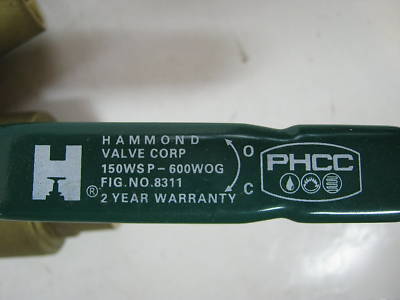 HAMMOND
VALVE CORP
150WSP-600WOG
FIG.NO.8311
2 YEAR WARRANTY
H®
O
C
PHCC